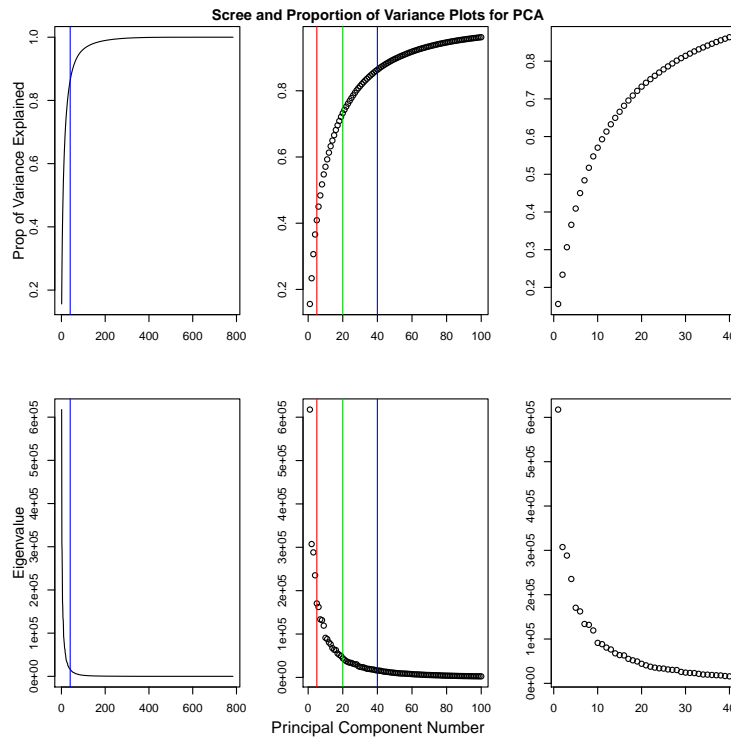 Scree and Proportion of Variance Plots for PCA
Prop of Variance Explained
0.2 0.4 0.6 0.8 1.0
0 200 400 600 800
0.2 0.4 0.6 0.8
0 20 40 60 80 100
0.2 0.3 0.4 0.5 0.6 0.7 0.8
0 10 20 30 40
Eigenvalue
0e+00 1e+05 2e+05 3e+05 4e+05 5e+05 6e+05
0 200 400 600 800
0e+00 1e+05 2e+05 3e+05 4e+05 5e+05 6e+05
0 20 40 60 80 100
0e+00 1e+05 2e+05 3e+05 4e+05 5e+05 6e+05
0 10 20 30 40
Principal Component Number